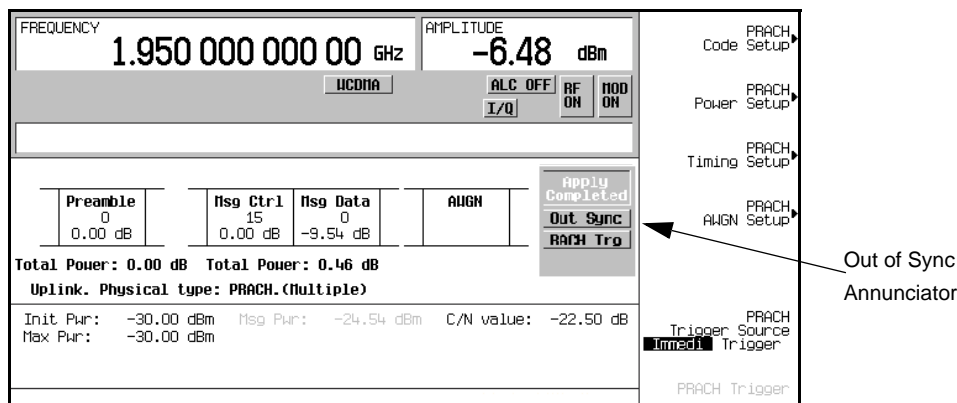 FREQUENCY
1.950 000 000 00 GHz
AMPLITUDE
-6.48 dBm
WCDMA
ALC OFF
I/Q
RF ON
MOD ON
PRACH Code Setup
PRACH Power Setup
PRACH Timing Setup
PRACH AWGN Setup
Preamble
0
0.00 dB
Msg Ctrl
15
0.00 dB
Msg Data
0
-9.54 dB
AWGN
Apply Completed
Out Sync
RACH Trg
Total Power: 0.00 dB Total Power: 0.46 dB
Uplink. Physical type: PRACH.(Multiple)
Init Pwr: -30.00 dBm Msg Pwr: -24.54 dBm C/N value: -22.50 dB
Max Pwr: -30.00 dBm
PRACH
Trigger Source
Immedi Trigger
PRACH Trigger
Out of Sync
Annunciator